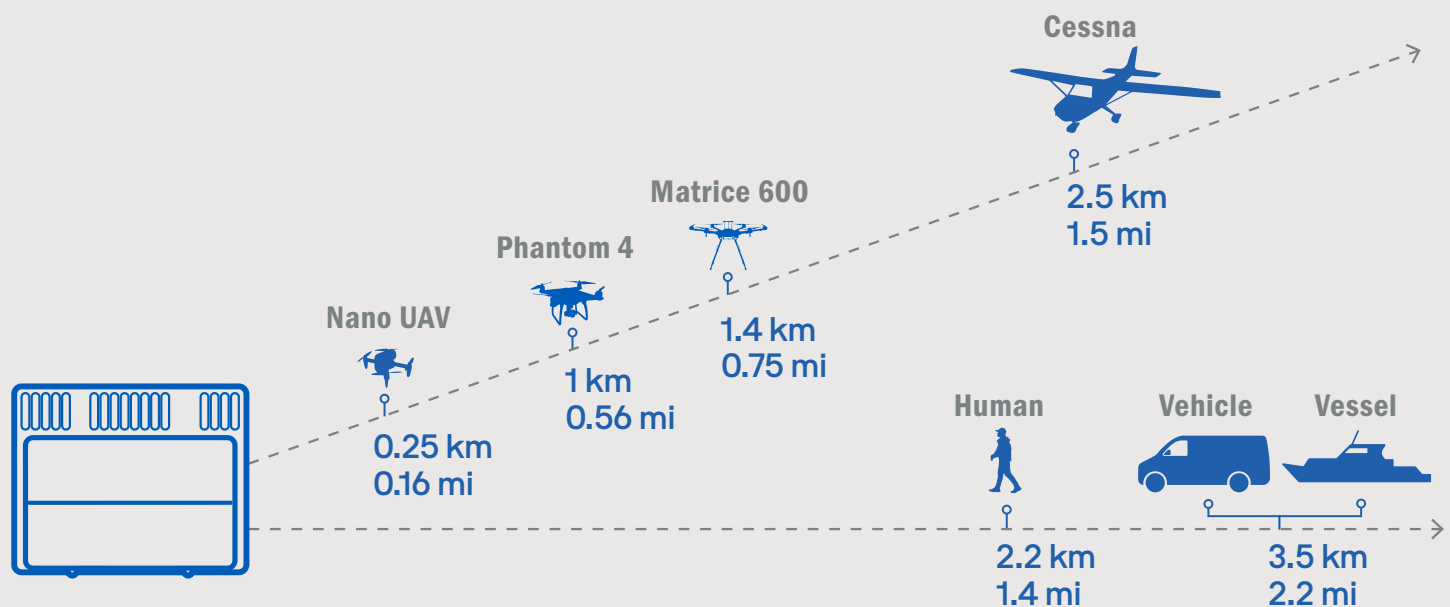 Cessna
2.5 km
1.5 mi
Matrice 600
1.4 km
0.75 mi
Phantom 4
1 km
0.56 mi
Nano UAV
0.25 km
0.16 mi
Human
2.2 km
1.4 mi
Vehicle
Vessel
3.5 km
2.2 mi